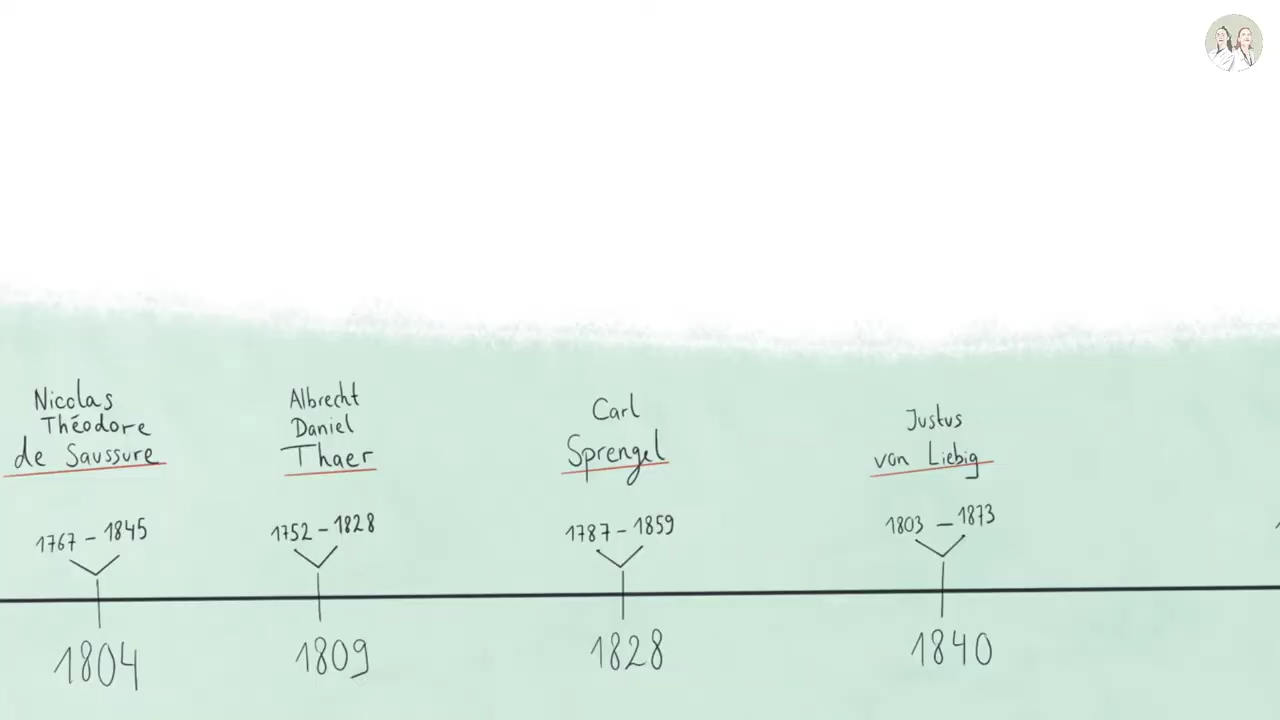 Nicolas
Théodore
de Saussure
1767 - 1845
1804
Albrecht
Daniel
Thaer
1752 - 1828
1809
Carl
Sprengel
1787 - 1859
1828
Justus
von Liebig
1803 - 1873
1840